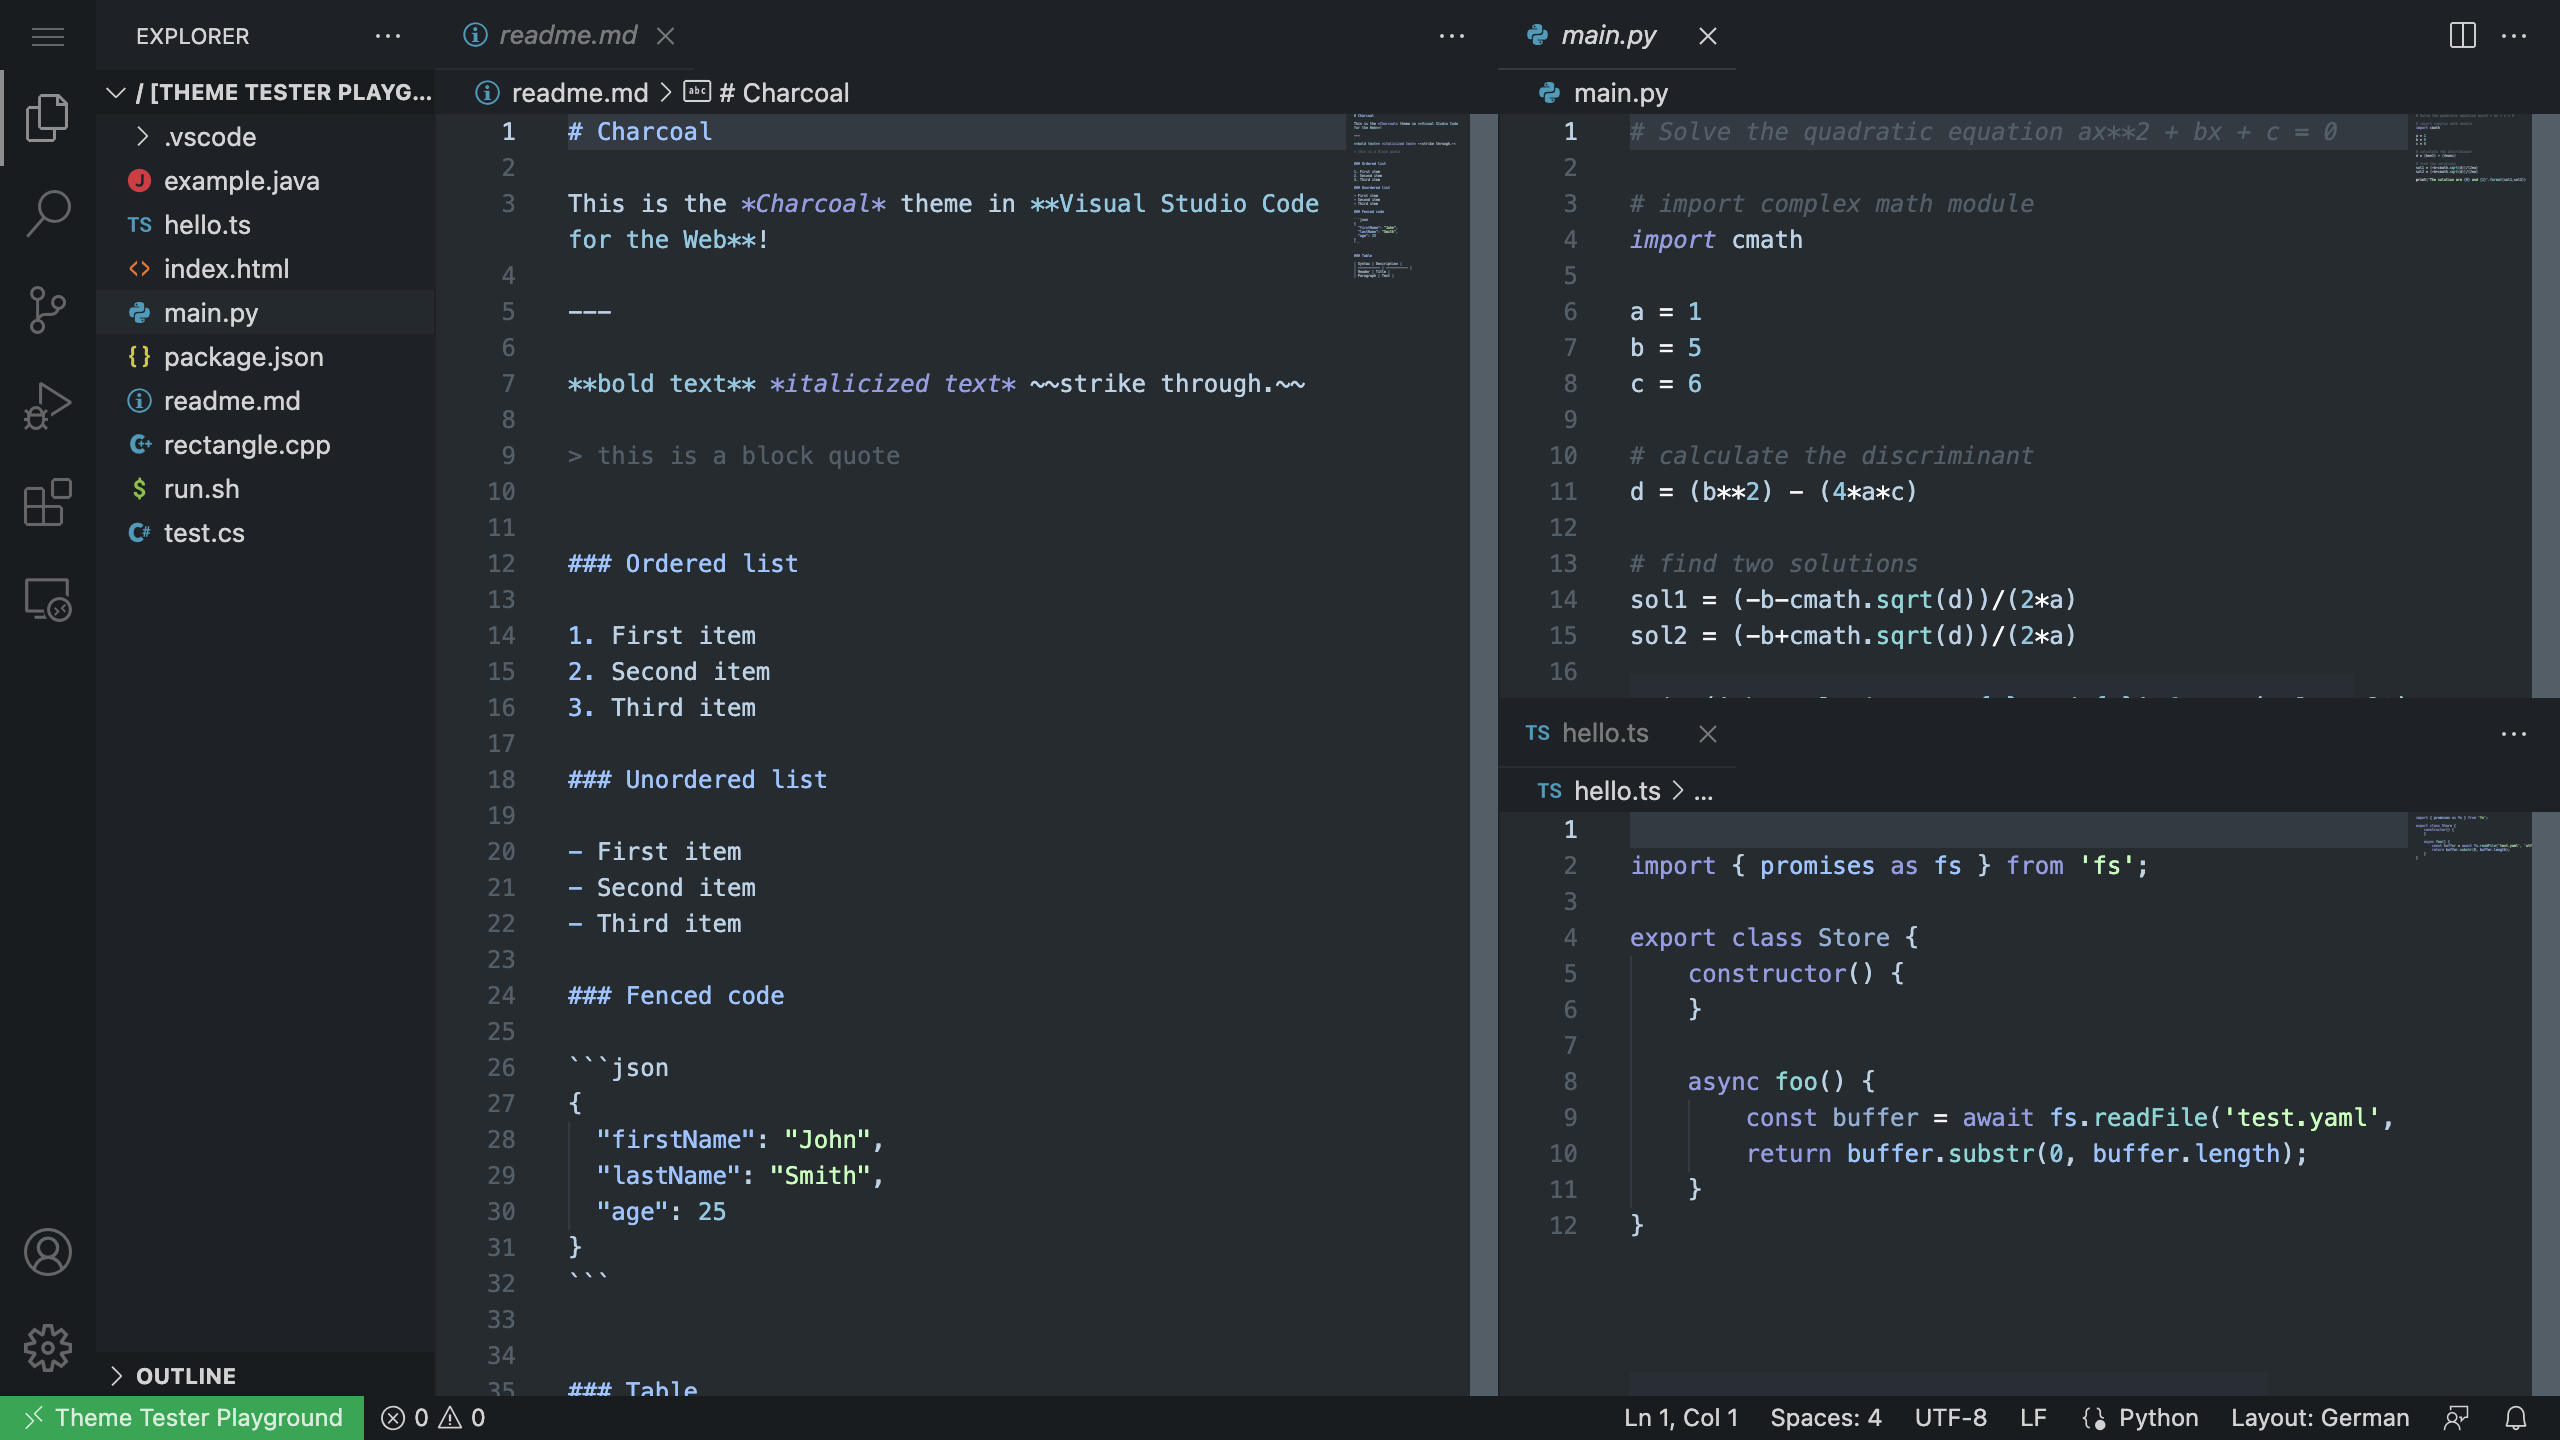 EXPLORER
/ [THEME TESTER PLAYG...
.vscode
example.java
TS hello.ts
index.html
main.py
package.json
readme.md
rectangle.cpp
run.sh
test.cs
OUTLINE
readme.md
readme.md > # Charcoal
1 # Charcoal
2
3 This is the *Charcoal* theme in **Visual Studio Code
for the Web**!
4
5 ---
6
7 **bold text** *italicized text* ~~strike through.~~
8
9 > this is a block quote
10
11
12 ### Ordered list
13
14 1. First item
15 2. Second item
16 3. Third item
17
18 ### Unordered list
19
20 - First item
21 - Second item
22 - Third item
23
24 ### Fenced code
25
26 ```json
27 {
28 "firstName": "John",
29 "lastName": "Smith",
30 "age": 25
31 }
32 ```
33
34
35 ### Table
main.py
main.py
1 # Solve the quadratic equation ax**2 + bx + c = 0
2
3 # import complex math module
4 import cmath
5
6 a = 1
7 b = 5
8 c = 6
9
10 # calculate the discriminant
11 d = (b**2) - (4*a*c)
12
13 # find two solutions
14 sol1 = (-b-cmath.sqrt(d))/(2*a)
15 sol2 = (-b+cmath.sqrt(d))/(2*a)
16
TS hello.ts
TS hello.ts > ...
1
2 import { promises as fs } from 'fs';
3
4 export class Store {
5 constructor() {
6 }
7
8 async foo() {
9 const buffer = await fs.readFile('test.yaml',
10 return buffer.substr(0, buffer.length);
11 }
12 }
Theme Tester Playground 0 0 Ln 1, Col 1 Spaces: 4 UTF-8 LF Python Layout: German